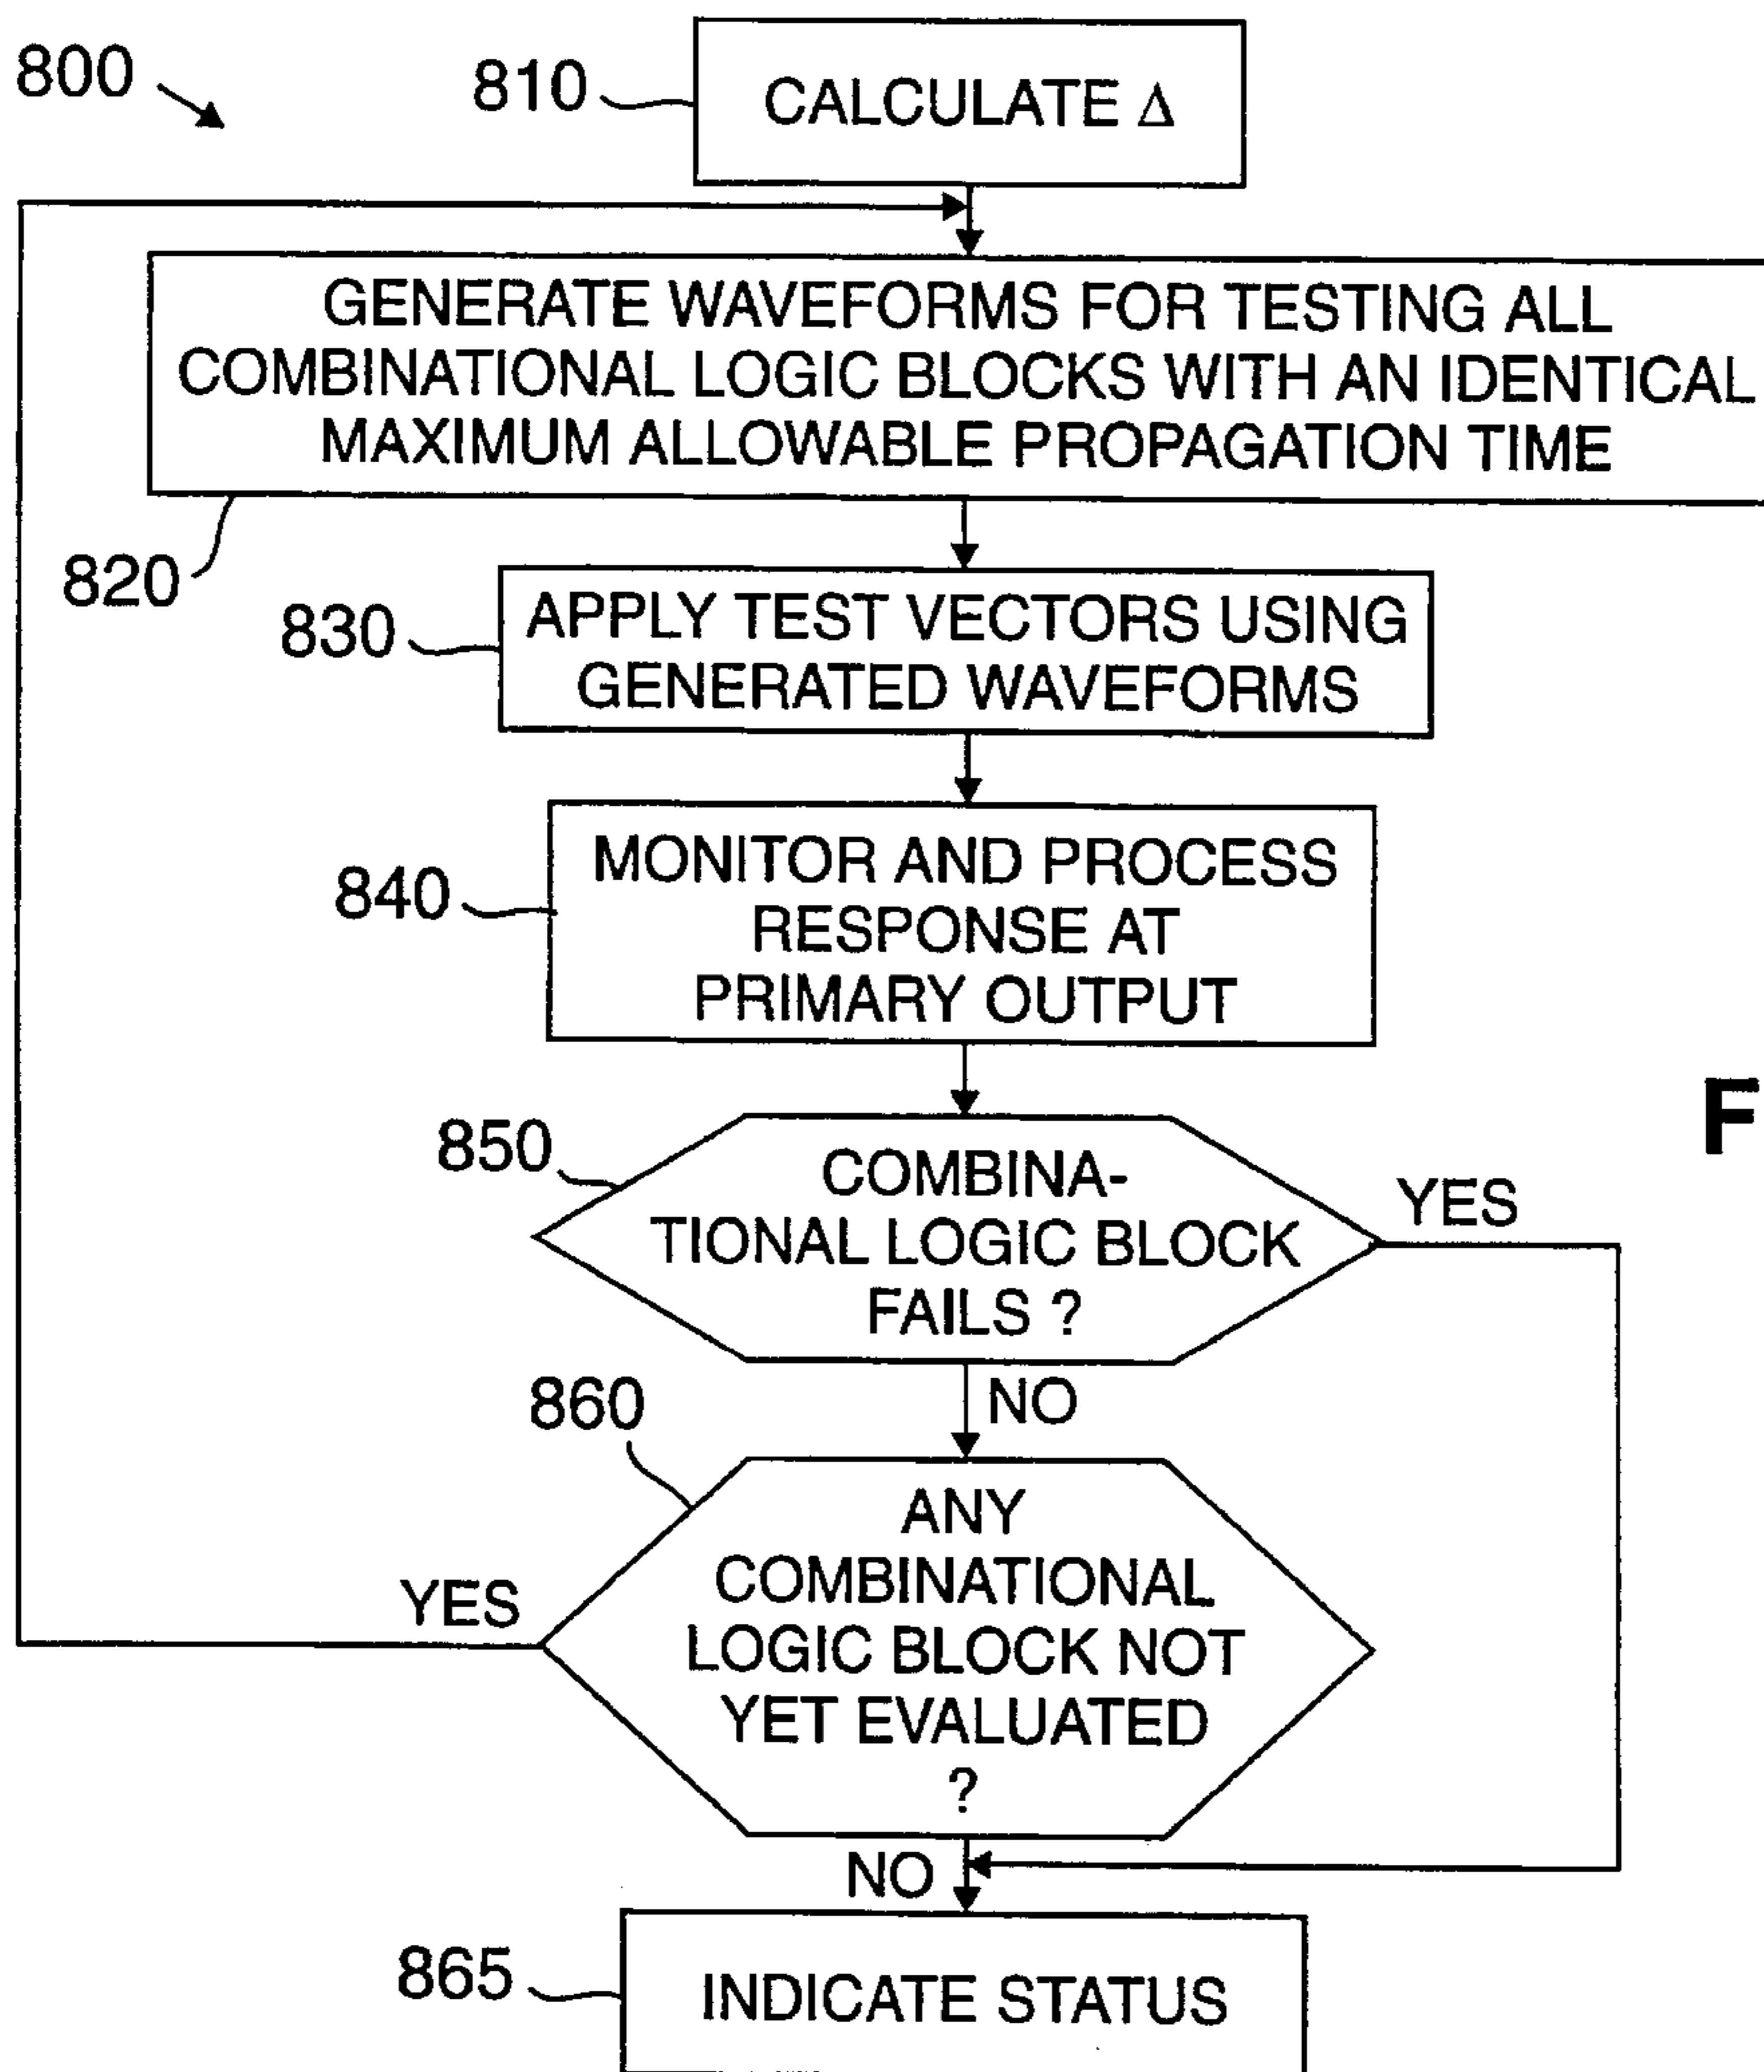 800
810
CALCULATE Δ
GENERATE WAVEFORMS FOR TESTING ALL
COMBINATIONAL LOGIC BLOCKS WITH AN IDENTICAL
MAXIMUM ALLOWABLE PROPAGATION TIME
820
830
APPLY TEST VECTORS USING
GENERATED WAVEFORMS
840
MONITOR AND PROCESS
RESPONSE AT
PRIMARY OUTPUT
F
850
COMBINA-
TIONAL LOGIC BLOCK
FAILS ?
YES
NO
860
ANY
COMBINATIONAL
LOGIC BLOCK NOT
YET EVALUATED
?
YES
NO
865
INDICATE STATUS